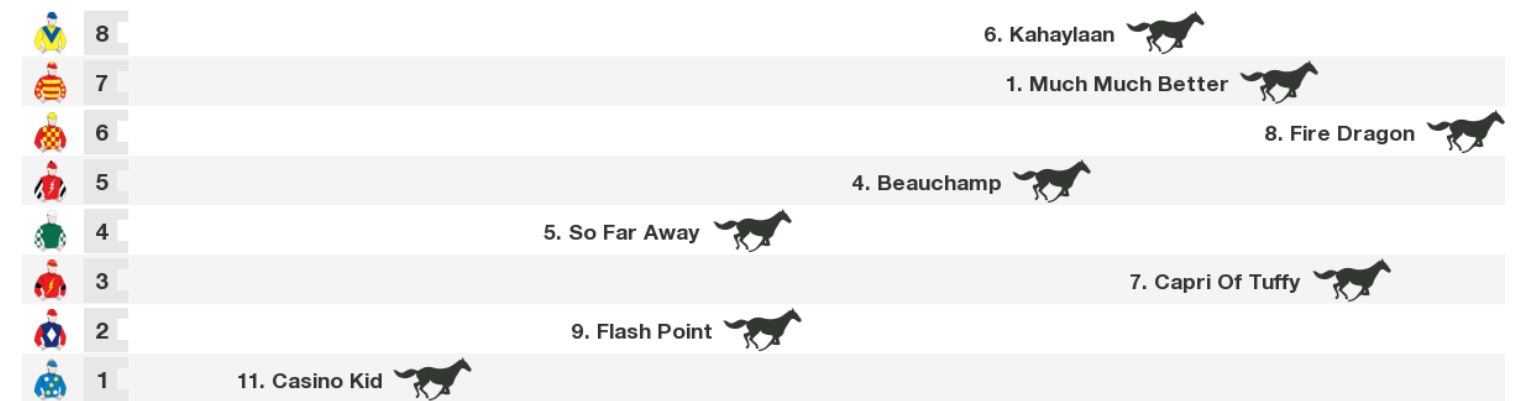 8 6. Kahaylaan
7 1. Much Much Better
6 8. Fire Dragon
5 4. Beauchamp
4 5. So Far Away
3 7. Capri Of Tuffy
2 9. Flash Point
1 11. Casino Kid